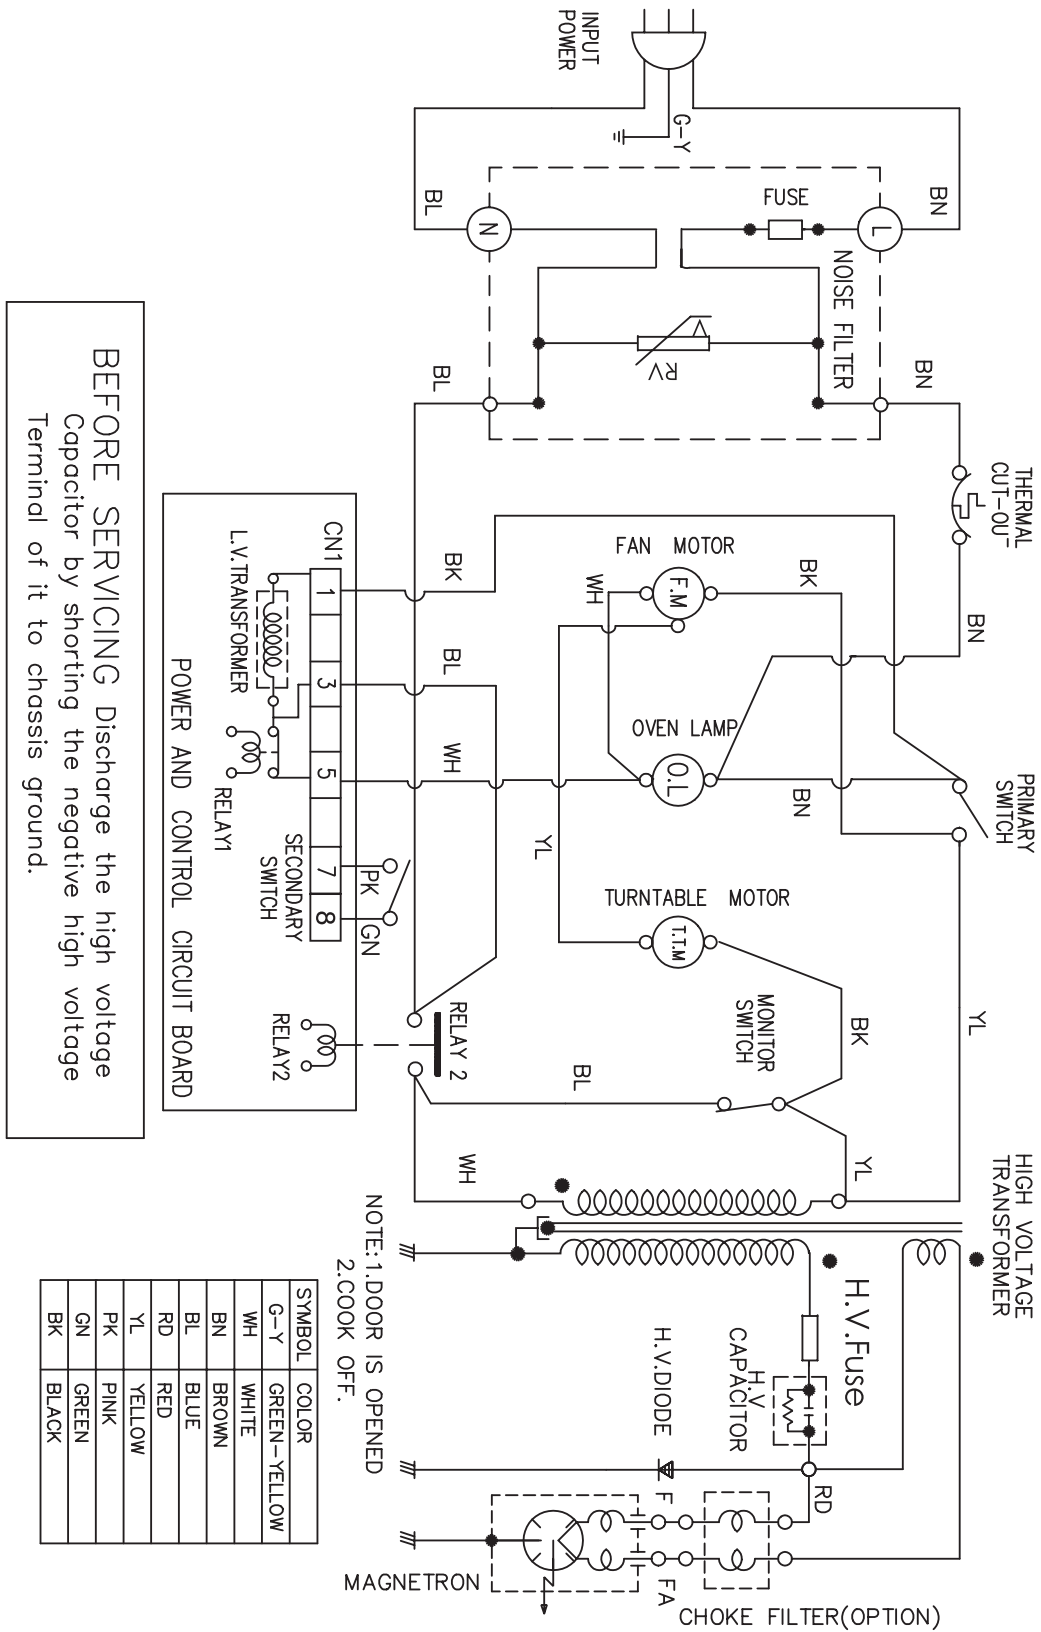 INPUT
POWER
G-Y
BL
BN
N
L
FUSE
NOISE FILTER
RV
BL
BN
THERMAL
CUT-OUT
BN
FAN MOTOR
F.M
BK
WH
BK
BL
WH
OVEN LAMP
O.L
BN
YL
PRIMARY
SWITCH
TURNTABLE MOTOR
T.T.M
MONITOR
SWITCH
BK
YL
BL
RELAY 2
YL
WH
CN1
1
3
5
7
8
L.V.TRANSFORMER
RELAY1
SECONDARY
SWITCH
PK
GN
RELAY2
POWER AND CONTROL CIRCUIT BOARD
HIGH VOLTAGE
TRANSFORMER
H.V.Fuse
H.V
CAPACITOR
H.V.DIODE
RD
F
FA
MAGNETRON
CHOKE FILTER(OPTION)
NOTE:1.DOOR IS OPENED
2.COOK OFF.
SYMBOL COLOR
G-Y GREEN-YELLOW
WH WHITE
BN BROWN
BL BLUE
RD RED
YL YELLOW
PK PINK
GN GREEN
BK BLACK
BEFORE SERVICING Discharge the high voltage
Capacitor by shorting the negative high voltage
Terminal of it to chassis ground.